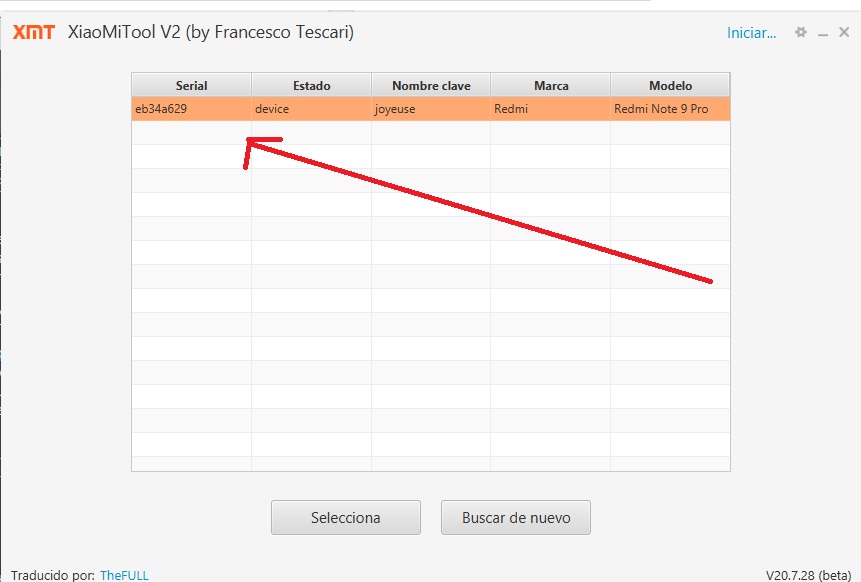 XMT XiaoMiTool V2 (by Francesco Tescari) Iniciar...
Serial Estado Nombre clave Marca Modelo
eb34a629 device joyeuse Redmi Redmi Note 9 Pro
Selecciona Buscar de nuevo
Traducido por: TheFULL V20.7.28 (beta)